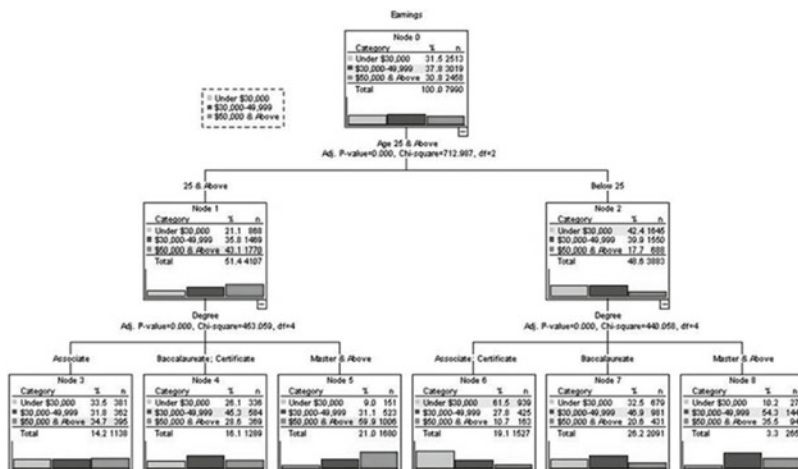 Earnings
Node 0
Category % n
Under $30,000 31.5 2513
$30,000-49,999 37.8 3019
$50,000 & Above 30.8 2458
Total 100.0 7990
Under $30,000
$30,000-49,999
$50,000 & Above
Age 25 & Above
Adj. P-value=0.000, Chi-square=712.987, df=2
25 & Above
Below 25
Node 1
Category % n
Under $30,000 21.1 868
$30,000-49,999 35.8 1469
$50,000 & Above 43.1 1770
Total 51.4 4107
Node 2
Category % n
Under $30,000 42.4 1645
$30,000-49,999 39.9 1550
$50,000 & Above 17.7 688
Total 48.6 3883
Degree
Adj. P-value=0.000, Chi-square=453.059, df=4
Degree
Adj. P-value=0.000, Chi-square=440.058, df=4
Associate
Baccalaureate; Certificate
Master & Above
Associate; Certificate
Baccalaureate
Master & Above
Node 3
Category % n
Under $30,000 33.5 381
$30,000-49,999 31.8 362
$50,000 & Above 34.7 395
Total 14.2 1138
Node 4
Category % n
Under $30,000 26.1 336
$30,000-49,999 45.3 584
$50,000 & Above 28.6 369
Total 16.1 1289
Node 5
Category % n
Under $30,000 9.0 151
$30,000-49,999 31.1 523
$50,000 & Above 59.9 1006
Total 21.0 1680
Node 6
Category % n
Under $30,000 61.5 939
$30,000-49,999 27.8 425
$50,000 & Above 10.7 163
Total 19.1 1527
Node 7
Category % n
Under $30,000 32.5 679
$30,000-49,999 46.9 981
$50,000 & Above 20.6 431
Total 26.2 2091
Node 8
Category % n
Under $30,000 10.2 27
$30,000-49,999 54.3 144
$50,000 & Above 35.5 94
Total 3.3 265